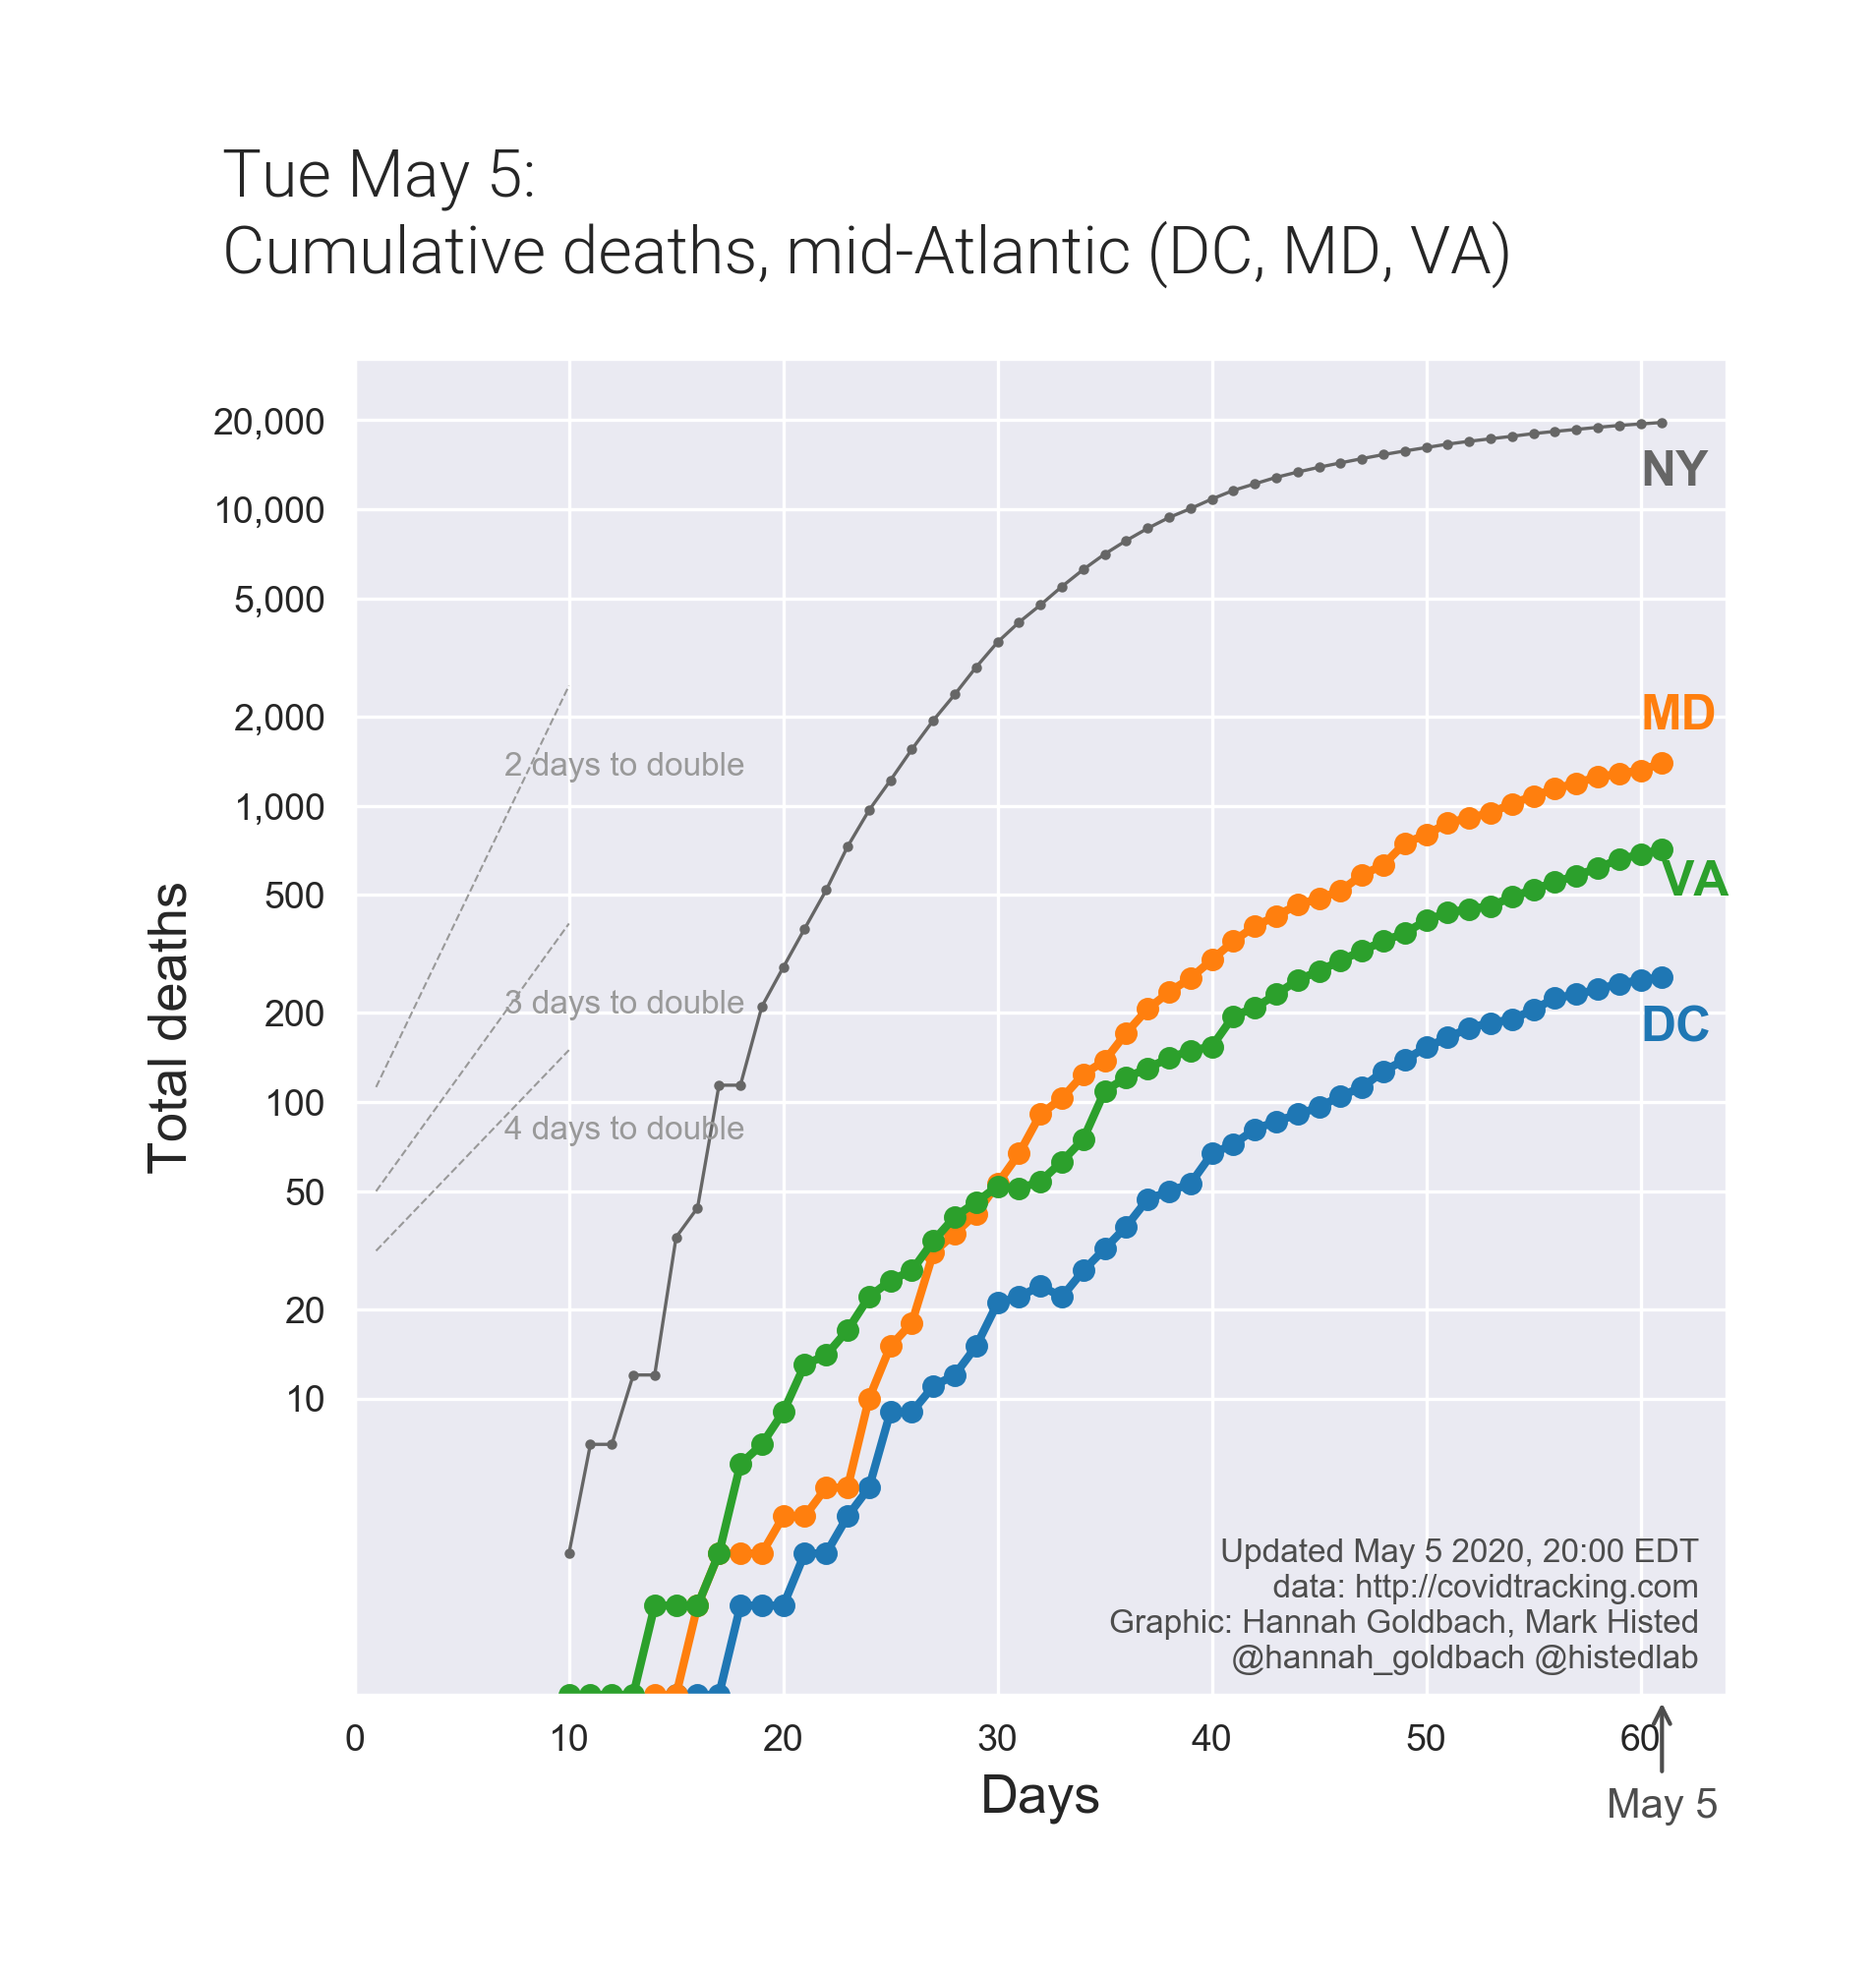 Tue May 5:
Cumulative deaths, mid-Atlantic (DC, MD, VA)
Total deaths
20,000
10,000
5,000
2,000
1,000
500
200
100
50
20
10
2 days to double
3 days to double
4 days to double
NY
MD
VA
DC
Updated May 5 2020, 20:00 EDT
data: http://covidtracking.com
Graphic: Hannah Goldbach, Mark Histed
@hannah_goldbach @histedlab
0 10 20 30 40 50 60
Days
May 5